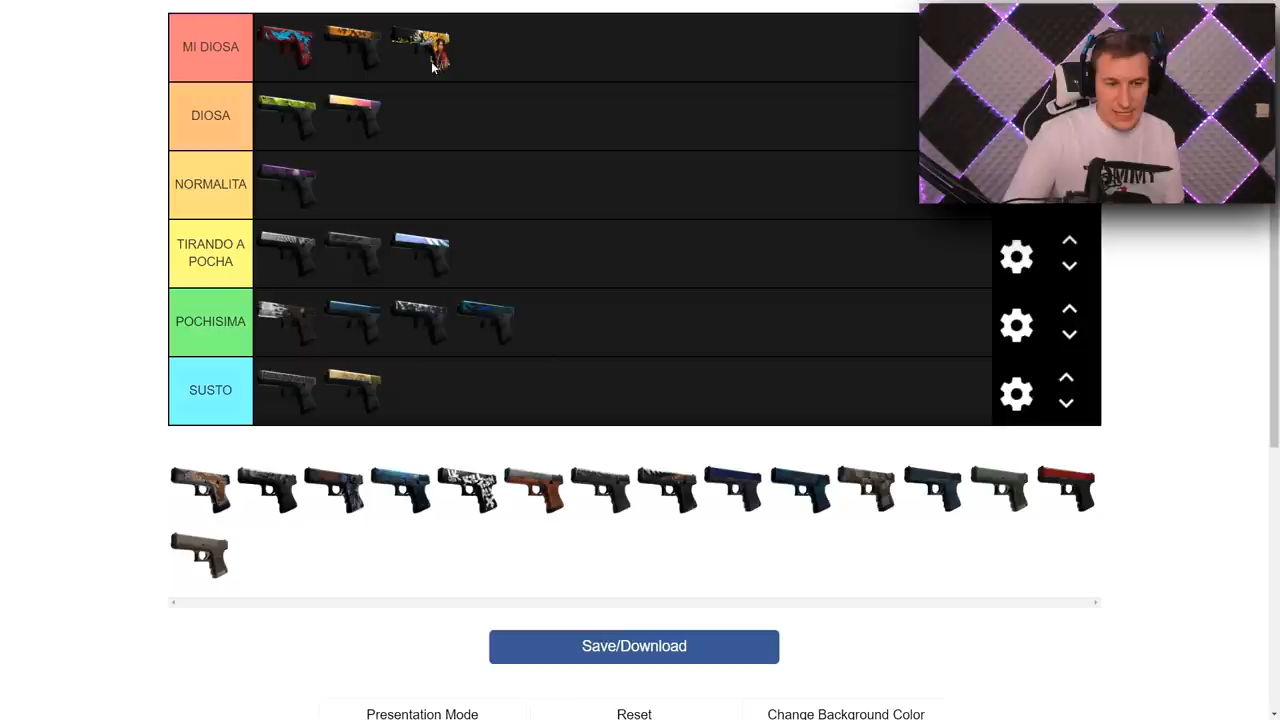 MI DIOSA
DIOSA
NORMALITA
TIRANDO A
POCHA
POCHISIMA
SUSTO
Save/Download
Presentation Mode
Reset
Change Background Color